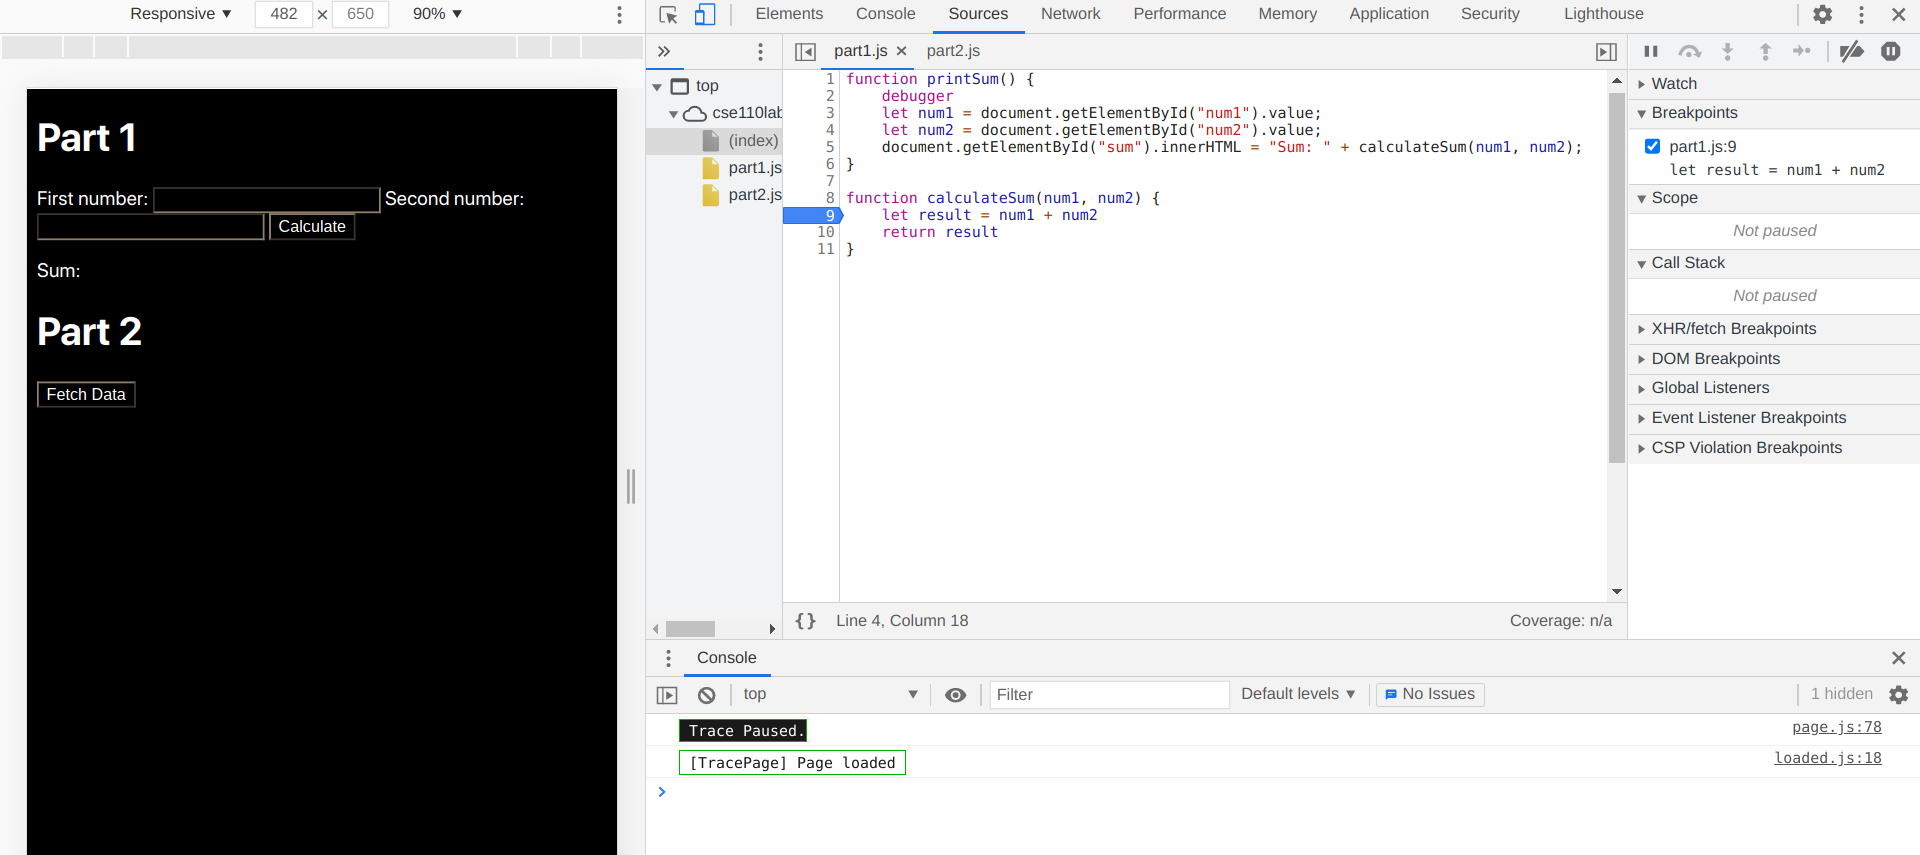 Responsive ▼ 482 × 650 90% ▼
Part 1
First number: Second number:
Calculate
Sum:
Part 2
Fetch Data
Elements Console Sources Network Performance Memory Application Security Lighthouse
part1.js × part2.js
top
cse110lab
(index)
part1.js
part2.js
1 function printSum() {
2     debugger
3     let num1 = document.getElementById("num1").value;
4     let num2 = document.getElementById("num2").value;
5     document.getElementById("sum").innerHTML = "Sum: " + calculateSum(num1, num2);
6 }
7
8 function calculateSum(num1, num2) {
9     let result = num1 + num2
10     return result
11 }
{ } Line 4, Column 18 Coverage: n/a
Watch
Breakpoints
part1.js:9
let result = num1 + num2
Scope
Not paused
Call Stack
Not paused
XHR/fetch Breakpoints
DOM Breakpoints
Global Listeners
Event Listener Breakpoints
CSP Violation Breakpoints
Console
top ▼ Filter Default levels ▼ No Issues 1 hidden
Trace Paused. page.js:78
[TracePage] Page loaded loaded.js:18